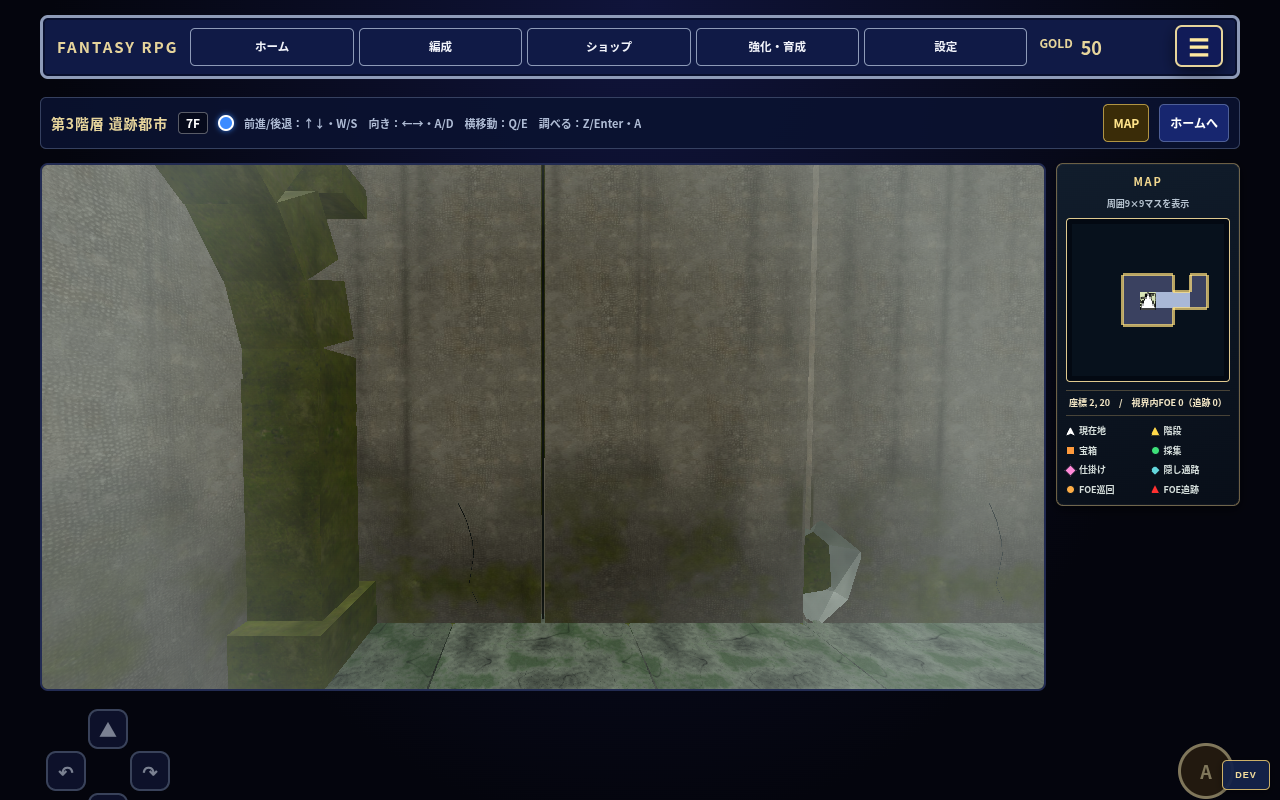 FANTASY RPG
ホーム
編成
ショップ
強化・育成
設定
GOLD 50
第3階層 遺跡都市
7F
前進/後退：↑↓・W/S 向き：←→・A/D 横移動：Q/E 調べる：Z/Enter・A
MAP
ホームへ
MAP
周囲9×9マスを表示
座標 2, 20 / 視界内FOE 0（追跡 0）
現在地
階段
宝箱
採集
仕掛け
隠し通路
FOE巡回
FOE追跡
A
DEV